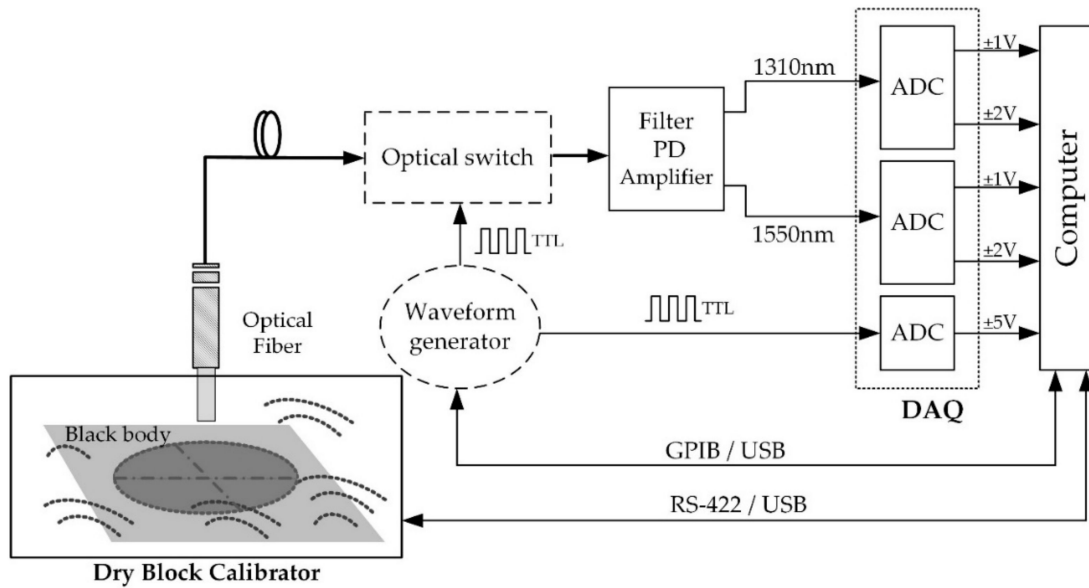 1310nm
ADC
±1V
±2V
Filter
PD
Amplifier
Optical switch
1550nm
ADC
±1V
±2V
Computer
TTL
Waveform
generator
TTL
ADC
±5V
DAQ
Optical
Fiber
Black body
GPIB / USB
RS-422 / USB
Dry Block Calibrator